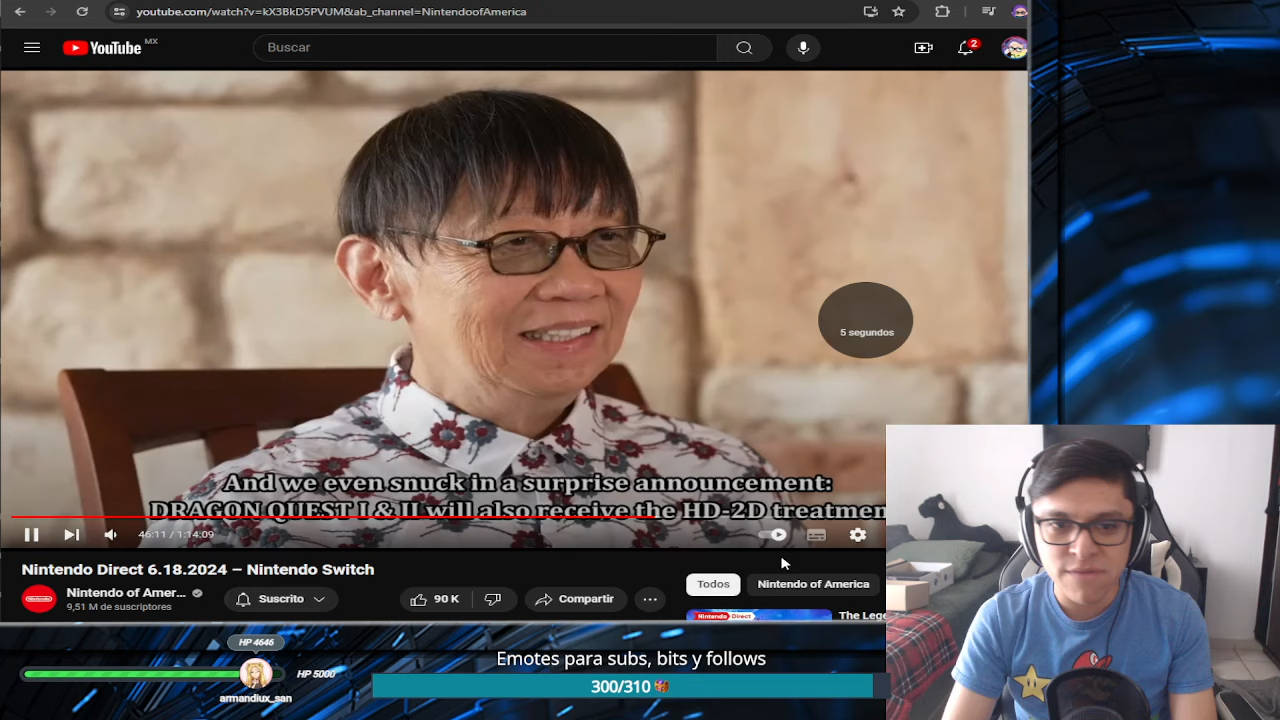 youtube.com/watch?v=kX3BkD5PVUM&ab_channel=NintendoofAmerica
YouTube MX
Buscar
2
5 segundos
And we even snuck in a surprise announcement:
DRAGON QUEST I & II will also receive the HD-2D treatmen
46:11 / 1:14:09
Nintendo Direct 6.18.2024 – Nintendo Switch
Todos
Nintendo of America
Nintendo of Amer...
9,51 M de suscriptores
Suscrito
90 K
Compartir
...
Nintendo Direct
The Lege
HP 4646
HP 5000
armandiux_san
Emotes para subs, bits y follows
300/310